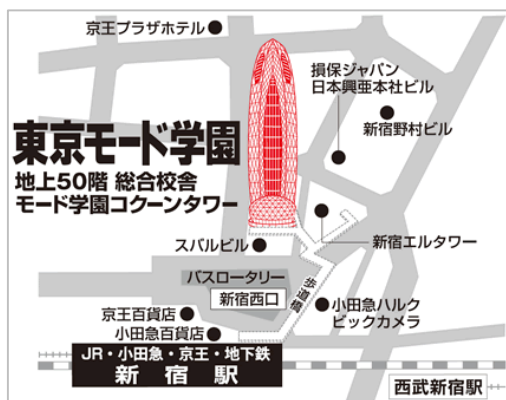 京王プラザホテル
損保ジャパン
日本興亜本社ビル
新宿野村ビル
東京モード学園
地上50階 総合校舎
モード学園コクーンタワー
新宿エルタワー
スバルビル
バスロータリー
新宿西口
歩道橋
小田急ハルク
ビックカメラ
京王百貨店
小田急百貨店
JR・小田急・京王・地下鉄
新宿駅
西武新宿駅